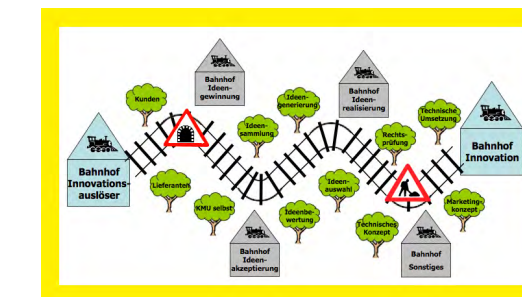 Bahnhof
Ideen-
gewinnung
Kunden
Ideen-
sammlung
Ideen-
generierung
Bahnhof
Ideen-
realisierung
Technische
Umsetzung
Rechts-
prüfung
Bahnhof
Innovations-
auslöser
Bahnhof
Innovation
Lieferanten
KMU selbst
Ideen-
auswahl
Ideenbe-
wertung
Marketing-
konzept
Technisches
Konzept
Bahnhof
Ideen-
akzeptierung
Bahnhof
Sonstiges